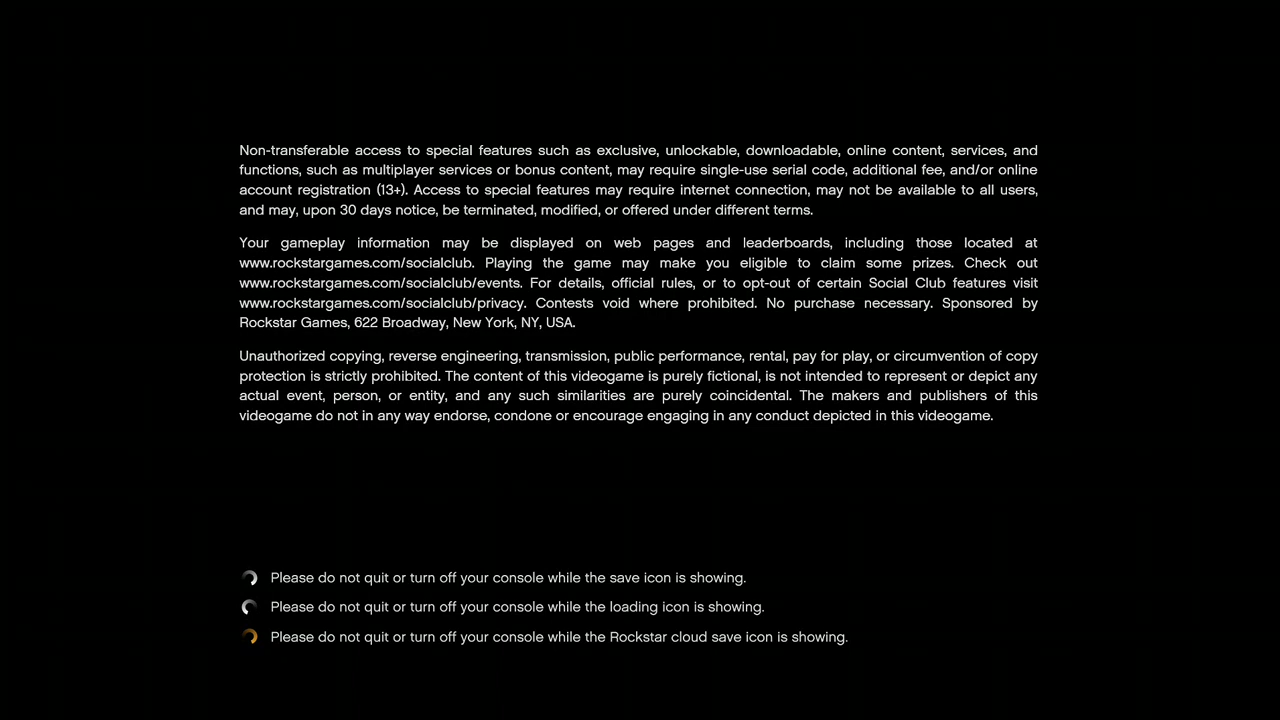 Non-transferable access to special features such as exclusive, unlockable, downloadable, online content, services, and
functions, such as multiplayer services or bonus content, may require single-use serial code, additional fee, and/or online
account registration (13+). Access to special features may require internet connection, may not be available to all users,
and may, upon 30 days notice, be terminated, modified, or offered under different terms.
Your gameplay information may be displayed on web pages and leaderboards, including those located at
www.rockstargames.com/socialclub. Playing the game may make you eligible to claim some prizes. Check out
www.rockstargames.com/socialclub/events. For details, official rules, or to opt-out of certain Social Club features visit
www.rockstargames.com/socialclub/privacy. Contests void where prohibited. No purchase necessary. Sponsored by
Rockstar Games, 622 Broadway, New York, NY, USA.
Unauthorized copying, reverse engineering, transmission, public performance, rental, pay for play, or circumvention of copy
protection is strictly prohibited. The content of this videogame is purely fictional, is not intended to represent or depict any
actual event, person, or entity, and any such similarities are purely coincidental. The makers and publishers of this
videogame do not in any way endorse, condone or encourage engaging in any conduct depicted in this videogame.
Please do not quit or turn off your console while the save icon is showing.
Please do not quit or turn off your console while the loading icon is showing.
Please do not quit or turn off your console while the Rockstar cloud save icon is showing.